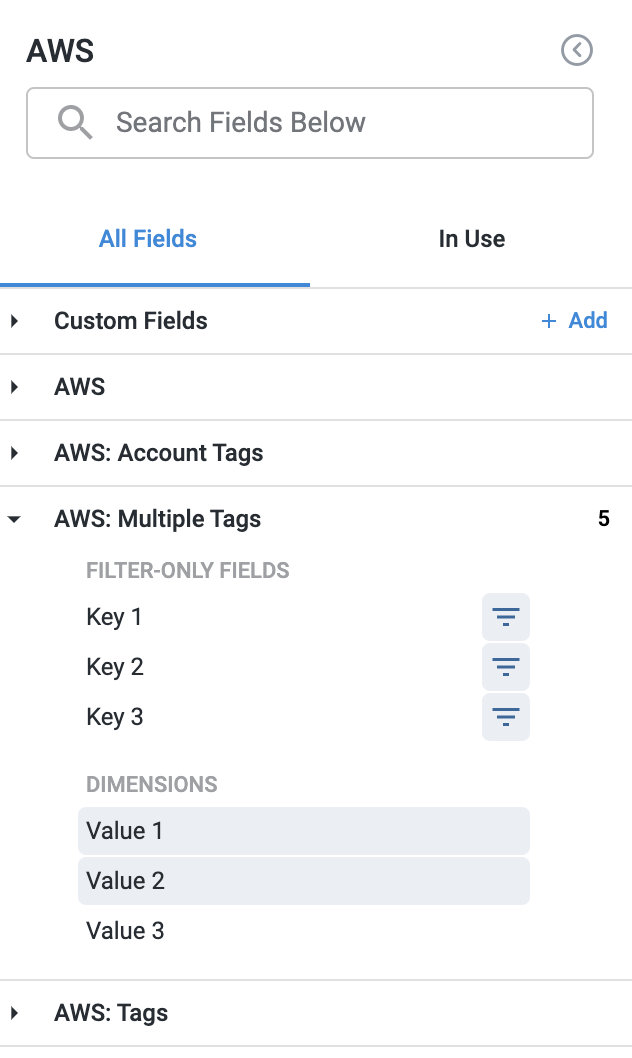 AWS
Search Fields Below
All Fields In Use
Custom Fields + Add
AWS
AWS: Account Tags
AWS: Multiple Tags 5
FILTER-ONLY FIELDS
Key 1
Key 2
Key 3
DIMENSIONS
Value 1
Value 2
Value 3
AWS: Tags